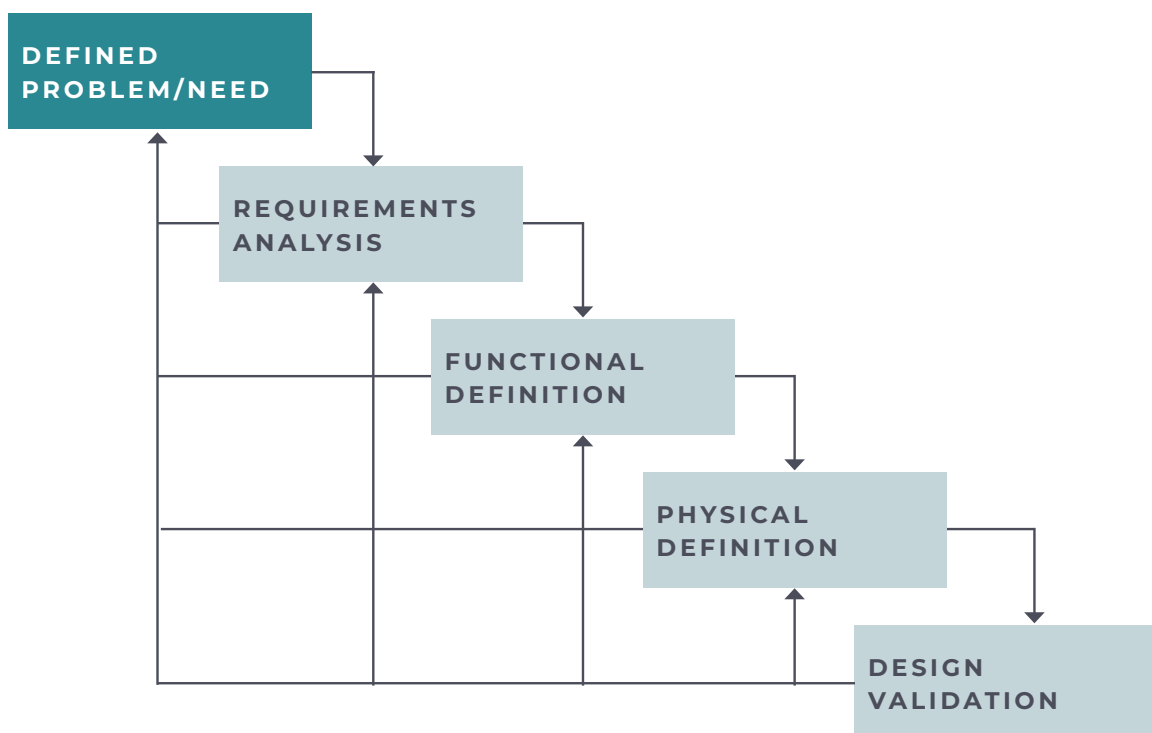 DEFINED
PROBLEM/NEED
REQUIREMENTS
ANALYSIS
FUNCTIONAL
DEFINITION
PHYSICAL
DEFINITION
DESIGN
VALIDATION